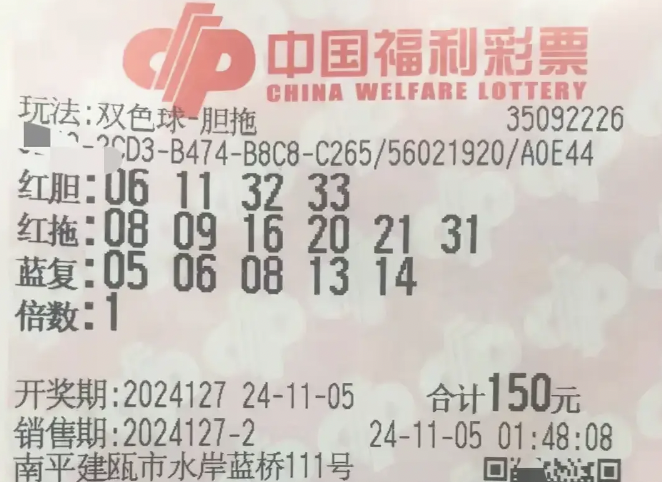 中国福利彩票
CHINA WELFARE LOTTERY
玩法:双色球-胆拖 35092226
CD3-B474-B8C8-C265/56021920/A0E44
红胆:06 11 32 33
红拖:08 09 16 20 21 31
蓝复:05 06 08 13 14
倍数:1
开奖期:2024127 24-11-05 合计150元
销售期:2024127-2 24-11-05 01:48:08
南平建瓯市水岸蓝桥111号